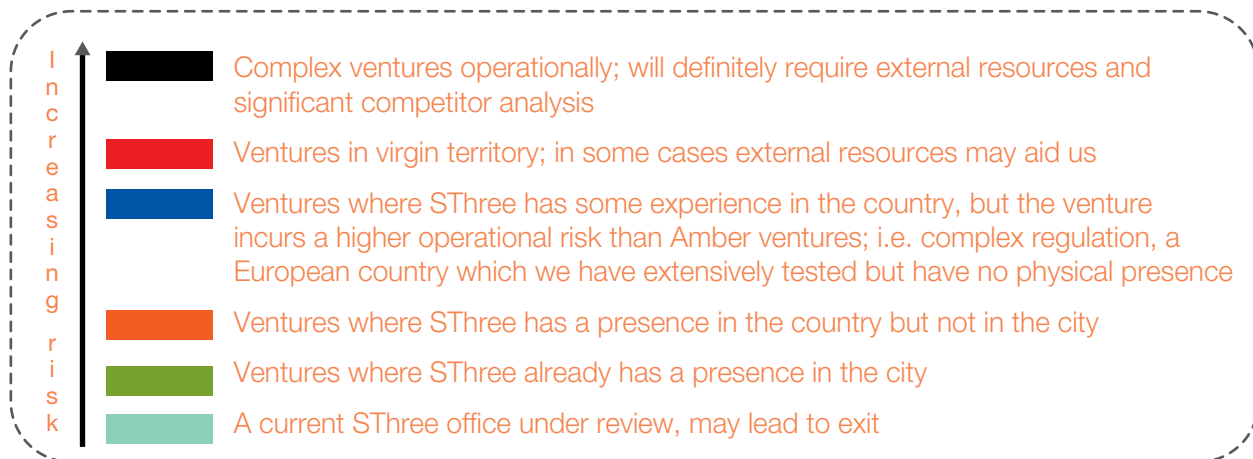 Increasing risk
Complex ventures operationally; will definitely require external resources and
significant competitor analysis
Ventures in virgin territory; in some cases external resources may aid us
Ventures where SThree has some experience in the country, but the venture
incurs a higher operational risk than Amber ventures; i.e. complex regulation, a
European country which we have extensively tested but have no physical presence
Ventures where SThree has a presence in the country but not in the city
Ventures where SThree already has a presence in the city
A current SThree office under review, may lead to exit